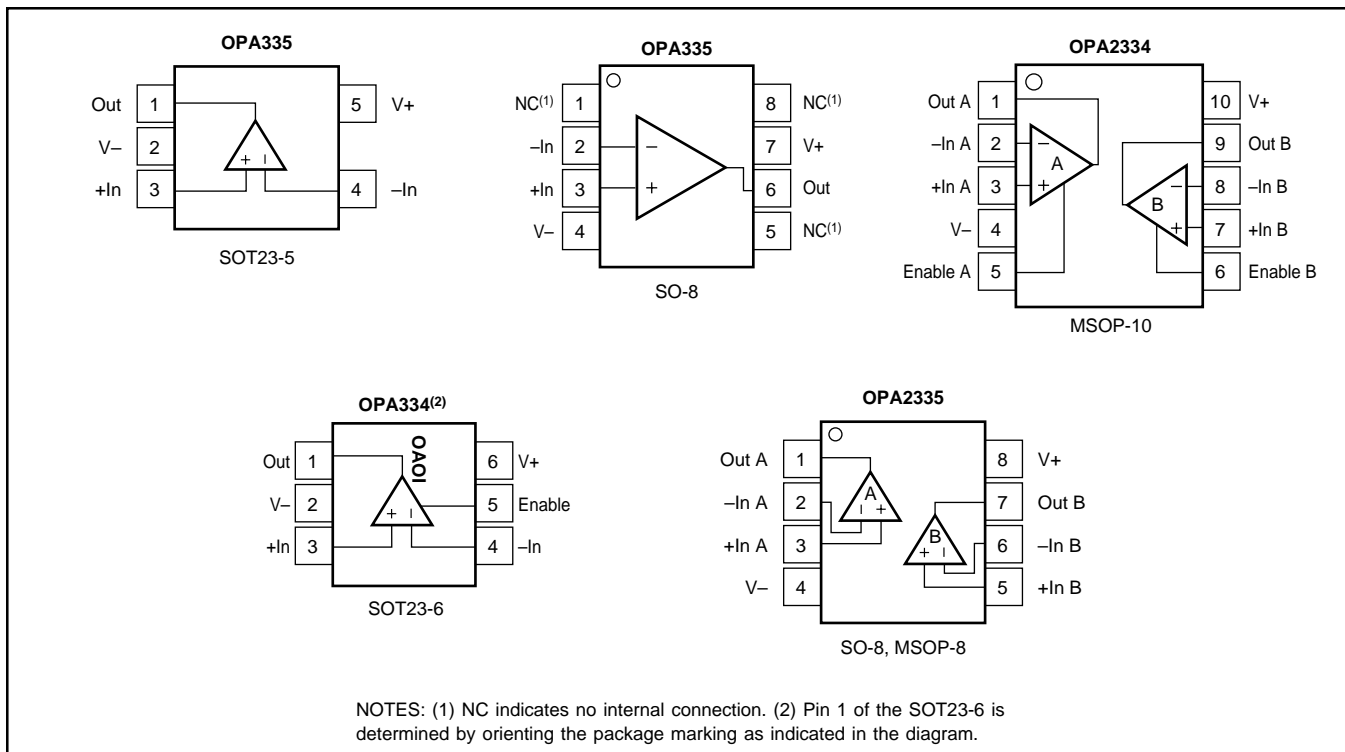 OPA335
Out 1
V– 2
+In 3
5 V+
4 –In
+ –
SOT23-5
OPA335
NC(1) 1
–In 2
+In 3
V– 4
8 NC(1)
7 V+
6 Out
5 NC(1)
–
+
SO-8
OPA2334
Out A 1
–In A 2
+In A 3
V– 4
Enable A 5
10 V+
9 Out B
8 –In B
7 +In B
6 Enable B
–
A
+
–
B
+
MSOP-10
OPA334(2)
Out 1
V– 2
+In 3
6 V+
5 Enable
4 –In
OAOI
+ –
SOT23-6
OPA2335
Out A 1
–In A 2
+In A 3
V– 4
8 V+
7 Out B
6 –In B
5 +In B
A
– +
B
+ –
SO-8, MSOP-8
NOTES: (1) NC indicates no internal connection. (2) Pin 1 of the SOT23-6 is
determined by orienting the package marking as indicated in the diagram.